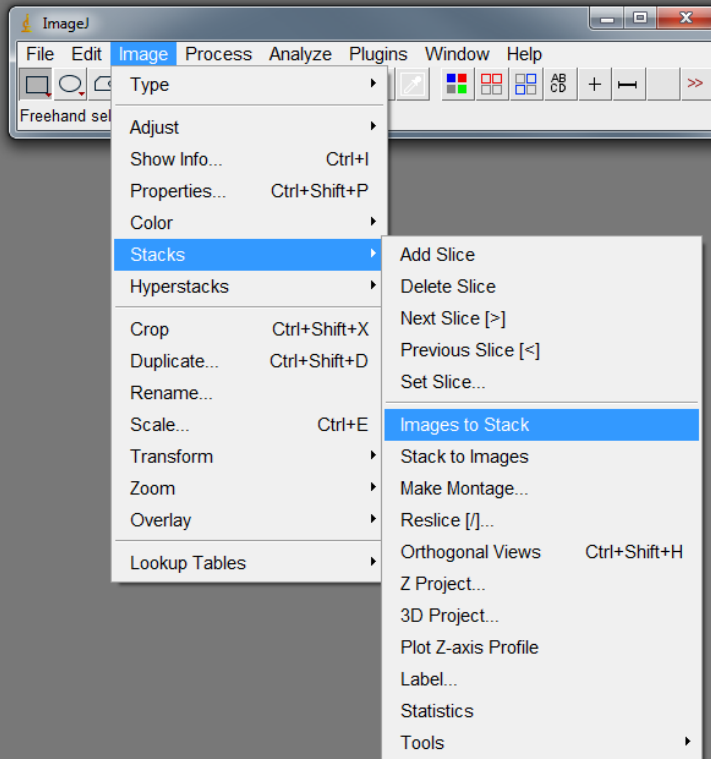 ImageJ
File Edit Image Process Analyze Plugins Window Help
AB
CD
>>
Freehand sel
Type
Adjust
Show Info... Ctrl+I
Properties... Ctrl+Shift+P
Color
Stacks
Hyperstacks
Crop Ctrl+Shift+X
Duplicate... Ctrl+Shift+D
Rename...
Scale... Ctrl+E
Transform
Zoom
Overlay
Lookup Tables
Add Slice
Delete Slice
Next Slice [>]
Previous Slice [<]
Set Slice...
Images to Stack
Stack to Images
Make Montage...
Reslice [/]...
Orthogonal Views Ctrl+Shift+H
Z Project...
3D Project...
Plot Z-axis Profile
Label...
Statistics
Tools